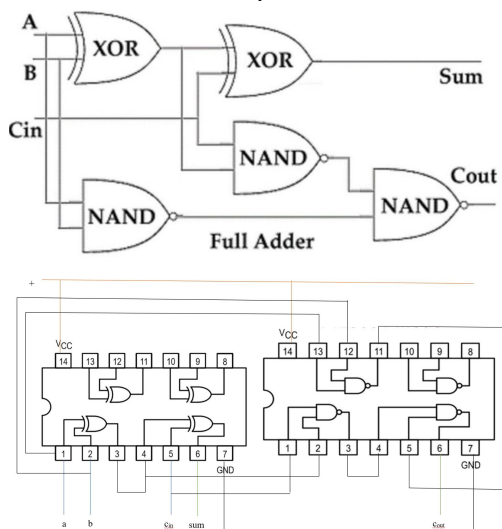 A
XOR
B
XOR
Sum
Cin
NAND
Cout
NAND
NAND
Full Adder
+
VCC
VCC
14 13 12 11 10 9 8
14 13 12 11 10 9 8
1 2 3 4 5 6 7
1 2 3 4 5 6 7
GND
GND
a b cin sum cout